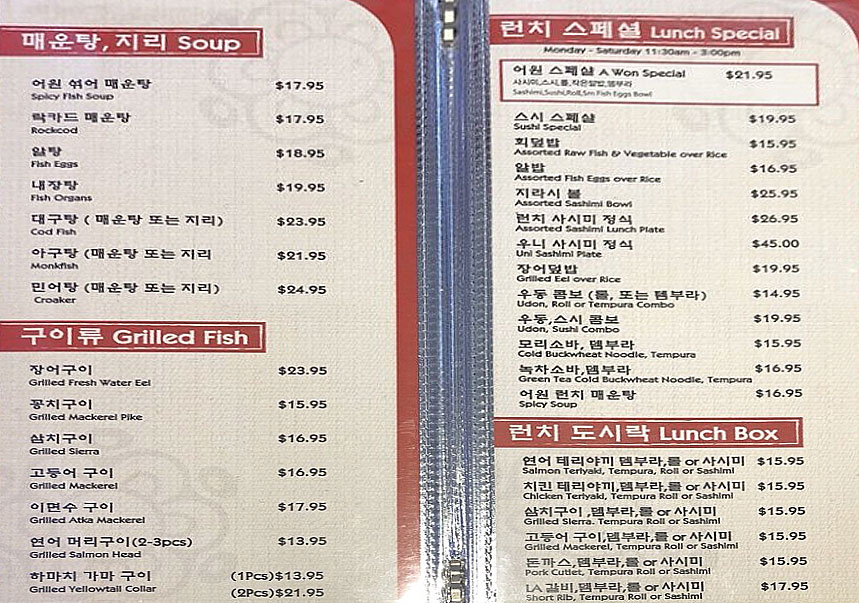 매운탕,지리 Soup
어원 섞어 매운탕 $17.95
Spicy Fish Soup
락카드 매운탕 $17.95
Rockcod
알탕 $18.95
Fish Eggs
내장탕 $19.95
Fish Organs
대구탕 ( 매운탕 또는 지리) $23.95
Cod Fish
아구탕 (매운탕 또는 지리 $21.95
Monkfish
민어탕 (매운탕 또는 지리) $24.95
Croaker
구이류 Grilled Fish
장어구이 $23.95
Grilled Fresh Water Eel
꽁치구이 $15.95
Grilled Mackerel Pike
삼치구이 $16.95
Grilled Sierra
고등어 구이 $16.95
Grilled Mackerel
이면수 구이 $17.95
Grilled Atka Mackerel
연어 머리구이(2-3pcs) $13.95
Grilled Salmon Head
하마치 가마 구이 (1Pcs)$13.95
Grilled Yellowtail Collar (2Pcs)$21.95
런치 스페셜 Lunch Special
Monday - Saturday 11:30am - 3:00pm
어원 스페샬 A Won Special $21.95
사시미,스시,롤,작은알밥,뎀부라
Sashimi,Sushi,Roll,Sm Fish Eggs Bowl
스시 스페샬 $19.95
Sushi Special
회덮밥 $15.95
Assorted Raw Fish & Vegetable over Rice
알밥 $16.95
Assorted Fish Eggs over Rice
지라시 볼 $25.95
Assorted Sashimi Bowl
런치 사시미 정식 $26.95
Assorted Sashimi Lunch Plate
우니 사시미 정식 $45.00
Uni Sashimi Plate
장어덮밥 $19.95
Grilled Eel over Rice
우동 콤보 (롤, 또는 뎀부라) $14.95
Udon, Roll or Tempura Combo
우동,스시 콤보 $19.95
Udon, Sushi Combo
모리소바, 뎀부라 $15.95
Cold Buckwheat Noodle, Tempura
녹차소바,뎀부라 $16.95
Green Tea Cold Buckwheat Noodle, Tempura
어원 런치 매운탕 $16.95
Spicy Soup
런치 도시락 Lunch Box
연어 테리야끼 뎀부라,롤 or 사시미 $15.95
Salmon Teriyaki, Tempura, Roll or Sashimi
치킨 테리야끼,뎀부라,롤 or 사시미 $15.95
Chicken Teriyaki, Tempura Roll or Sashimi
삼치구이,뎀부라,롤 or 사시미 $15.95
Grilled Sierra. Tempura Roll or Sashimi
고등어 구이,뎀부라,롤 or 사시미 $15.95
Grilled Mackerel, Tempura Roll or Sashimi
돈까스,뎀부라,롤 or 사시미 $15.95
Pork Cutlet, Tempura Roll or Sashimi
LA 갈비,뎀부라,롤 or 사시미 $17.95
Short Rib, Tempura Roll or Sashimi